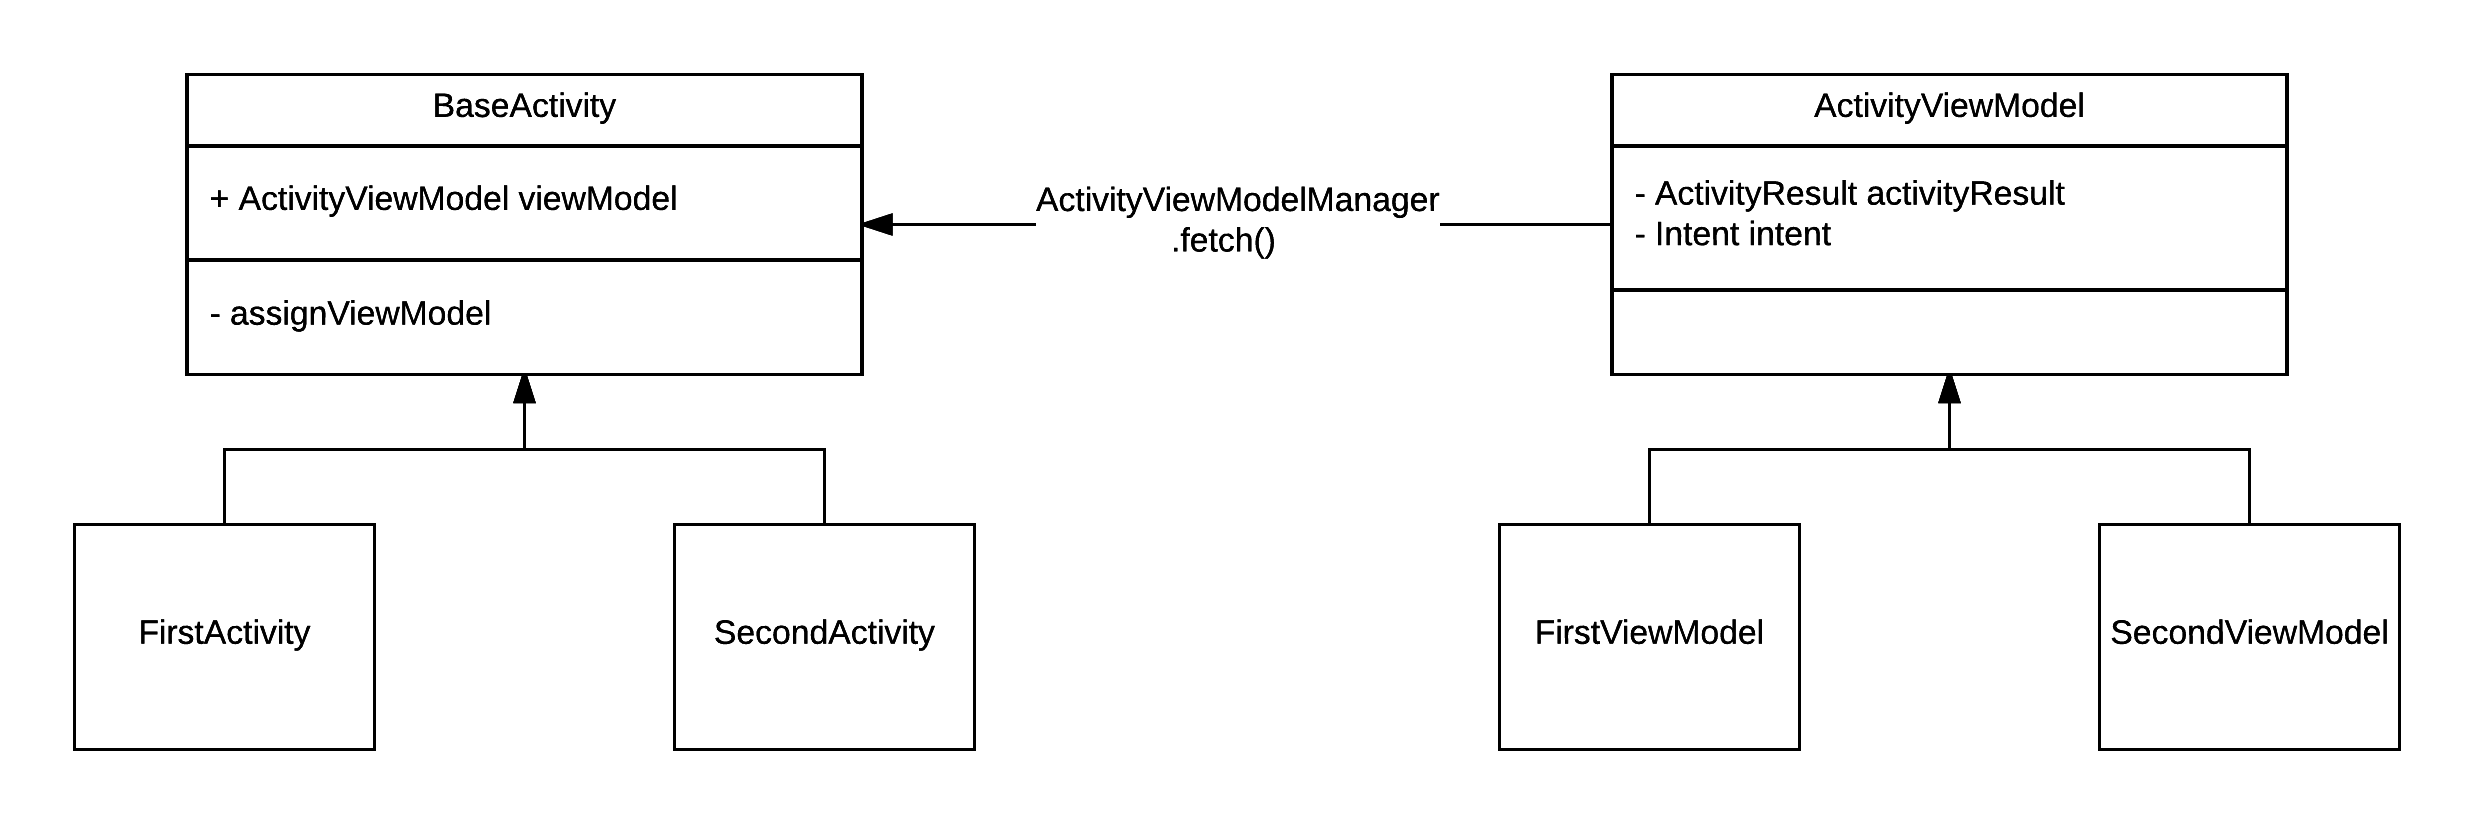 BaseActivity
+ ActivityViewModel viewModel
- assignViewModel
ActivityViewModelManager
.fetch()
ActivityViewModel
- ActivityResult activityResult
- Intent intent
FirstActivity
SecondActivity
FirstViewModel
SecondViewModel